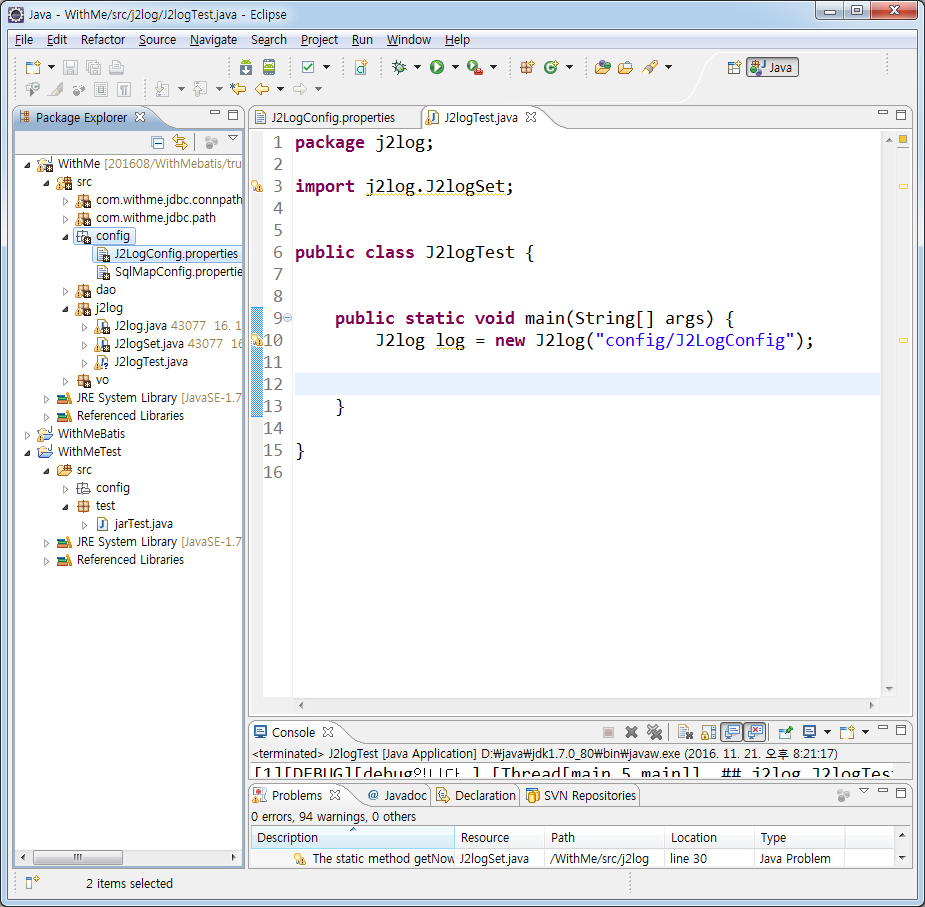 Java - WithMe/src/j2log/J2logTest.java - Eclipse
File Edit Refactor Source Navigate Search Project Run Window Help
Java
Package Explorer
WithMe [201608/WithMebatis/tru
src
com.withme.jdbc.connpath
com.withme.jdbc.path
config
J2LogConfig.properties
SqlMapConfig.propertie
dao
j2log
J2log.java 43077 16. 1
J2logSet.java 43077 16
J2logTest.java
vo
JRE System Library [JavaSE-1.7
Referenced Libraries
WithMeBatis
WithMeTest
src
config
test
jarTest.java
JRE System Library [JavaSE-1.7
Referenced Libraries
J2LogConfig.properties J2logTest.java
1 package j2log;
2
3 import j2log.J2logSet;
4
5
6 public class J2logTest {
7
8
9 public static void main(String[] args) {
10 J2log log = new J2log("config/J2LogConfig");
11
12
13 }
14
15 }
16
Console
<terminated> J2logTest [Java Application] D:₩java₩jdk1.7.0_80₩bin₩javaw.exe (2016. 11. 21. 오후 8:21:17)
[1][DEBUG][debug입니다.] [Thread[main,5,main]] ## j2log.J2logTes
Problems Javadoc Declaration SVN Repositories
0 errors, 94 warnings, 0 others
Description Resource Path Location Type
The static method getNow J2logSet.java /WithMe/src/j2log line 30 Java Problem
2 items selected